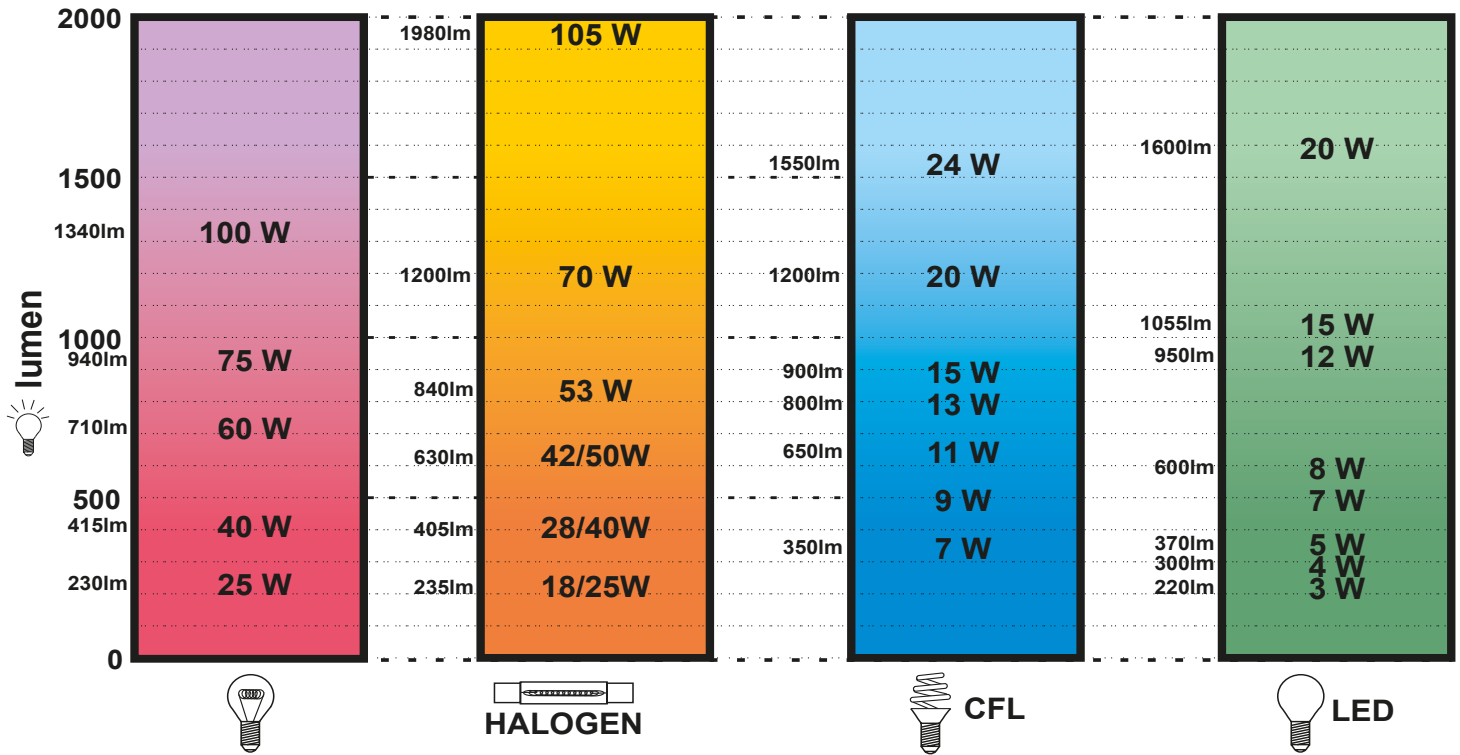 2000
1500
1000
500
0
lumen
1340lm
940lm
710lm
415lm
230lm
100 W
75 W
60 W
40 W
25 W
1980lm
1200lm
840lm
630lm
405lm
235lm
105 W
70 W
53 W
42/50W
28/40W
18/25W
HALOGEN
1550lm
1200lm
900lm
800lm
650lm
350lm
24 W
20 W
15 W
13 W
11 W
9 W
7 W
CFL
1600lm
1055lm
950lm
600lm
370lm
300lm
220lm
20 W
15 W
12 W
8 W
7 W
5 W
4 W
3 W
LED